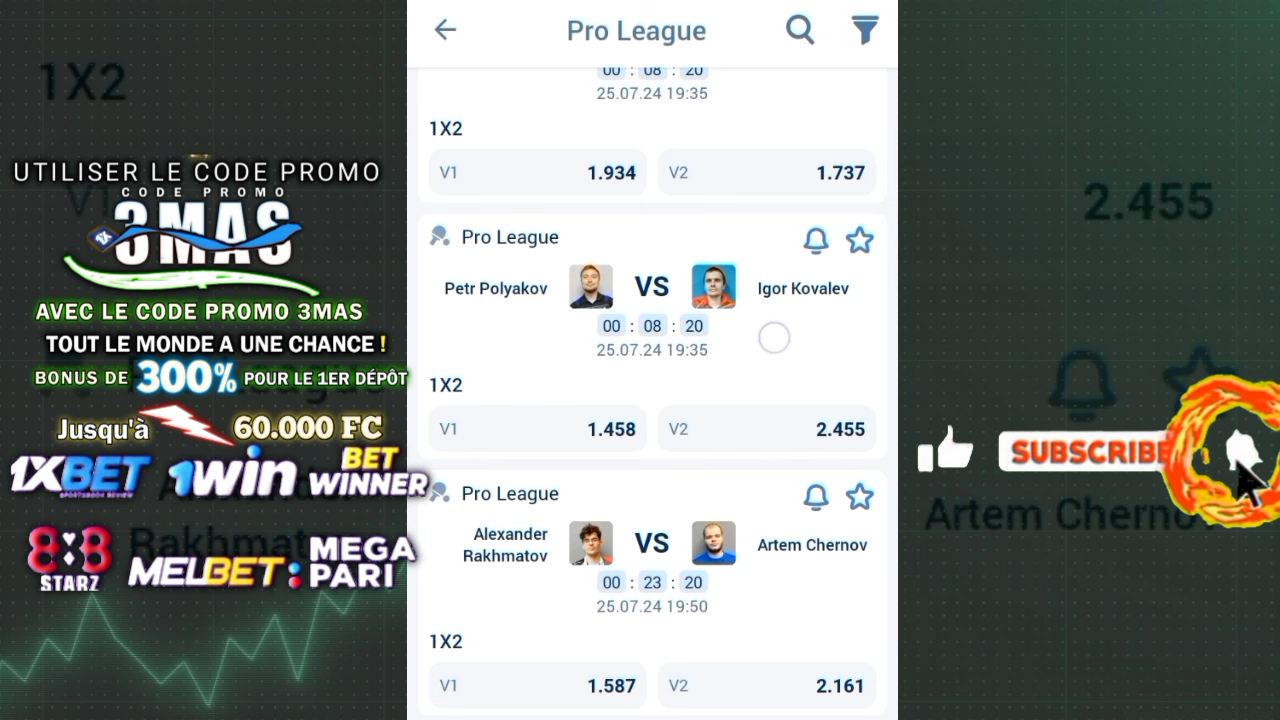 1X2
V1
UTILISER LE CODE PROMO
CODE PROMO
1X
3MAS
AVEC LE CODE PROMO 3MAS
TOUT LE MONDE A UNE CHANCE !
BONUS DE 300% POUR LE 1ER DÉPÔT
Jusqu'à 60.000 FC
1XBET
1win
BET
WINNER
888
STARZ
Rakhmat
MELBET
MEGA
PARI
Pro League
00 : 08 : 20
25.07.24 19:35
1X2
V1 1.934 V2 1.737
Pro League
Petr Polyakov VS Igor Kovalev
00 : 08 : 20
25.07.24 19:35
1X2
V1 1.458 V2 2.455
Pro League
Alexander
Rakhmatov VS Artem Chernov
00 : 23 : 20
25.07.24 19:50
1X2
V1 1.587 V2 2.161
2.455
SUBSCRIBE
Artem Cherno